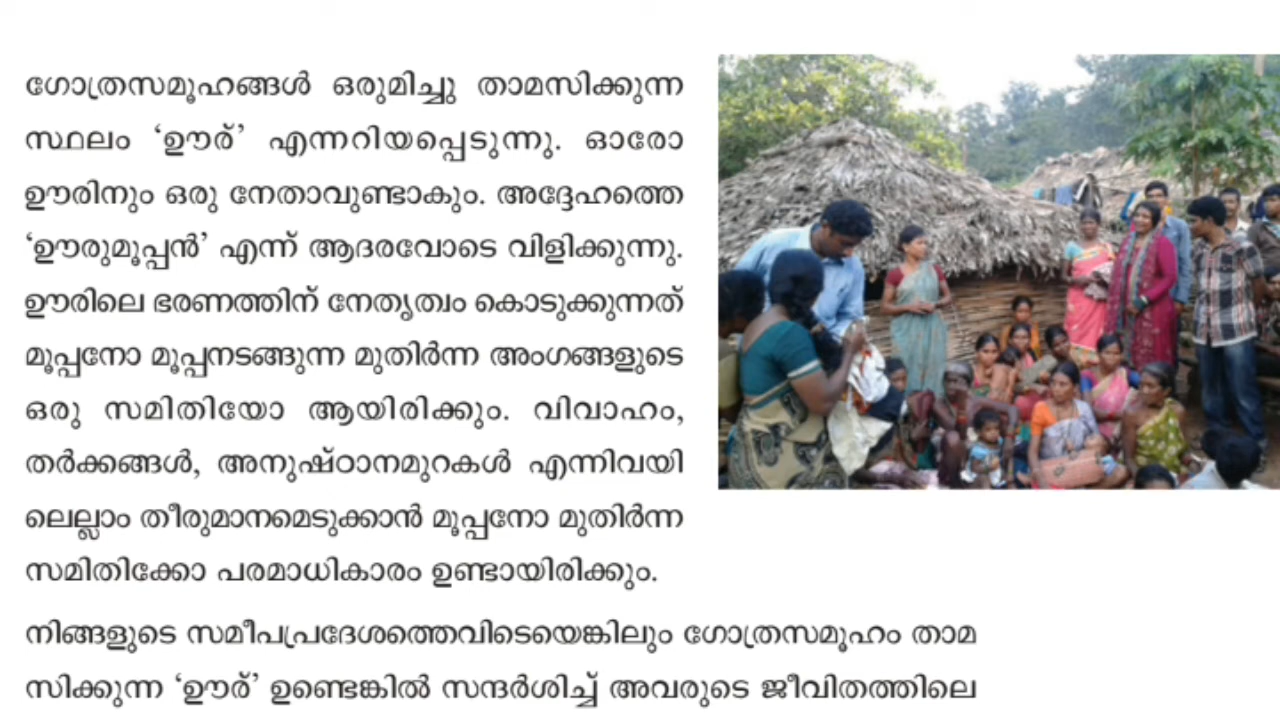 ഗോത്രസമൂഹങ്ങൾ ഒരുമിച്ചു താമസിക്കുന്ന
സ്ഥലം ‘ഊര്’ എന്നറിയപ്പെടുന്നു. ഓരോ
ഊരിനും ഒരു നേതാവുണ്ടാകും. അദ്ദേഹത്തെ
‘ഊരുമൂപ്പൻ’ എന്ന് ആദരവോടെ വിളിക്കുന്നു.
ഊരിലെ ഭരണത്തിന് നേതൃത്വം കൊടുക്കുന്നത്
മൂപ്പനോ മൂപ്പനടങ്ങുന്ന മുതിർന്ന അംഗങ്ങളുടെ
ഒരു സമിതിയോ ആയിരിക്കും. വിവാഹം,
തർക്കങ്ങൾ, അനുഷ്ഠാനമുറകൾ എന്നിവയി
ലെല്ലാം തീരുമാനമെടുക്കാൻ മൂപ്പനോ മുതിർന്ന
സമിതിക്കോ പരമാധികാരം ഉണ്ടായിരിക്കും.
നിങ്ങളുടെ സമീപപ്രദേശത്തെവിടെയെങ്കിലും ഗോത്രസമൂഹം താമ
സിക്കുന്ന ‘ഊര്’ ഉണ്ടെങ്കിൽ സന്ദർശിച്ച് അവരുടെ ജീവിതത്തിലെ